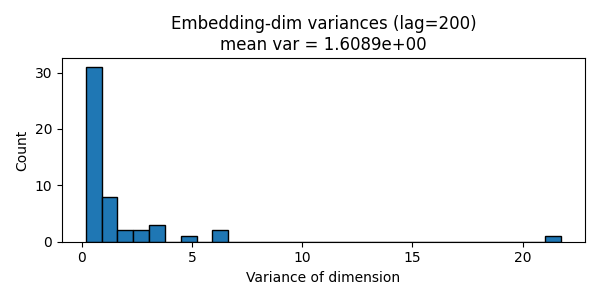 Embedding-dim variances (lag=200)
mean var = 1.6089e+00
Count
30
20
10
0
0 5 10 15 20
Variance of dimension